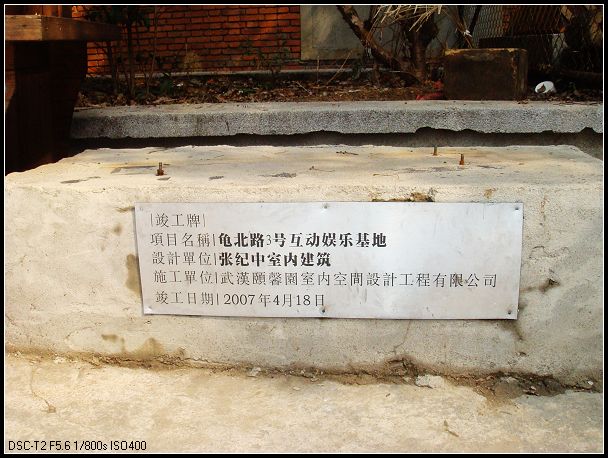 |竣工牌|
項目名稱|龟北路3号互动娱乐基地
設計單位|张纪中室内建筑
施工單位|武漢頤馨園室内空間設計工程有限公司
竣工日期|2007年4月18日
DSC-T2 F5.6 1/800s ISO400